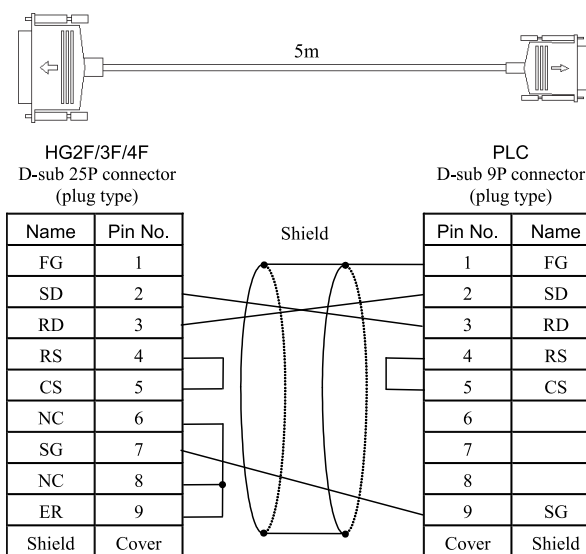 5m
HG2F/3F/4F
D-sub 25P connector
(plug type)
PLC
D-sub 9P connector
(plug type)
Name Pin No. Shield Pin No. Name
FG 1 1 FG
SD 2 2 SD
RD 3 3 RD
RS 4 4 RS
CS 5 5 CS
NC 6 6
SG 7 7
NC 8 8
ER 9 9 SG
Shield Cover Cover Shield